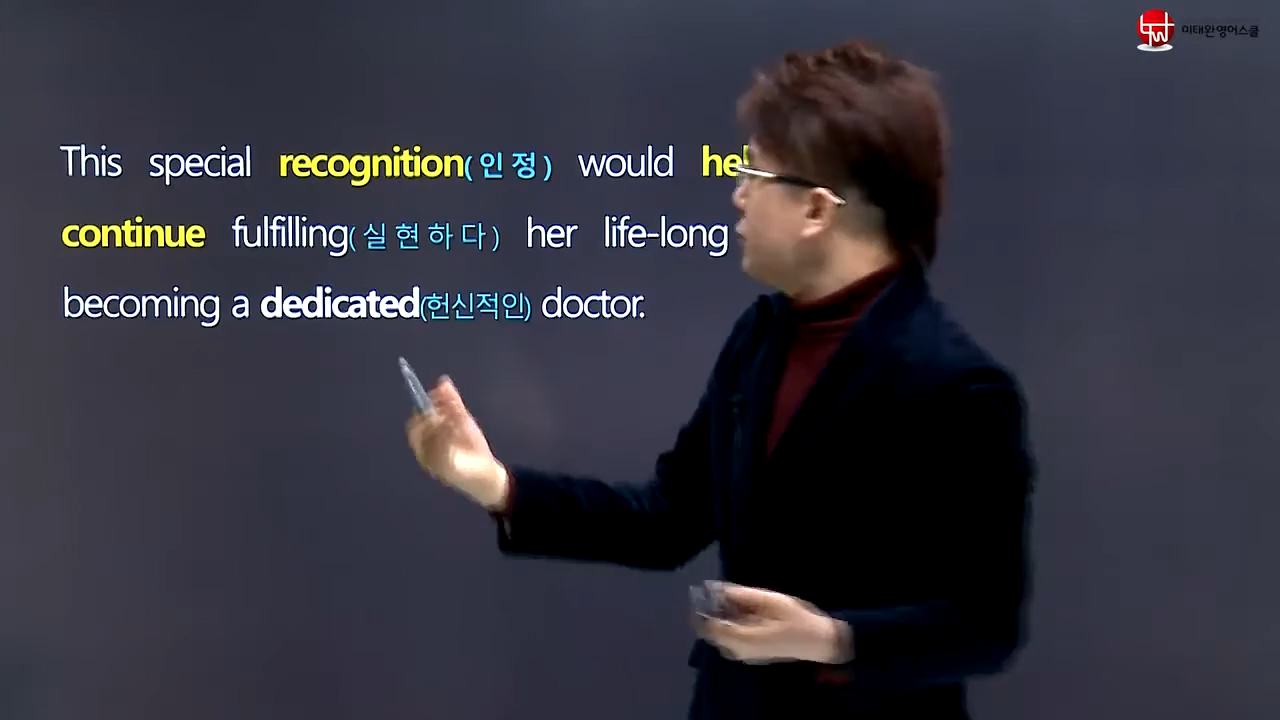 미태완영어스쿨
This special recognition(인정) would
continue fulfilling(실현하다) her life-long
becoming a dedicated(헌신적인) doctor.